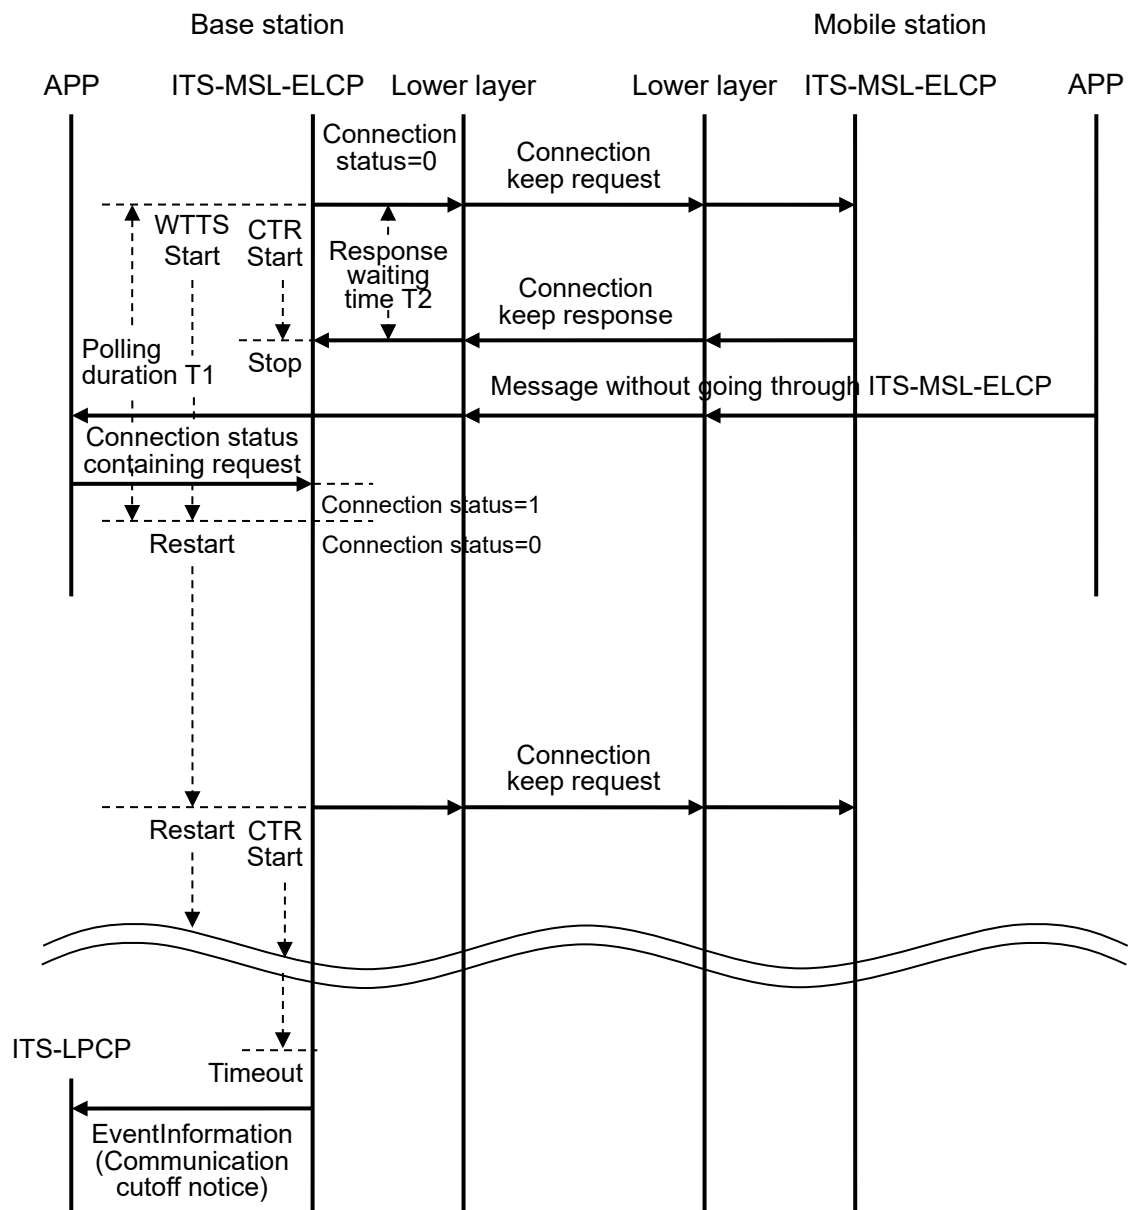 Base station
Mobile station
APP
ITS-MSL-ELCP
Lower layer
Lower layer
ITS-MSL-ELCP
APP
Connection
status=0
Connection
keep request
WTTS
Start
CTR
Start
Response
waiting
time T2
Connection
keep response
Polling
duration T1
Stop
Message without going through ITS-MSL-ELCP
Connection status
containing request
Connection status=1
Restart
Connection status=0
Connection
keep request
Restart
CTR
Start
ITS-LPCP
Timeout
EventInformation
(Communication
cutoff notice)